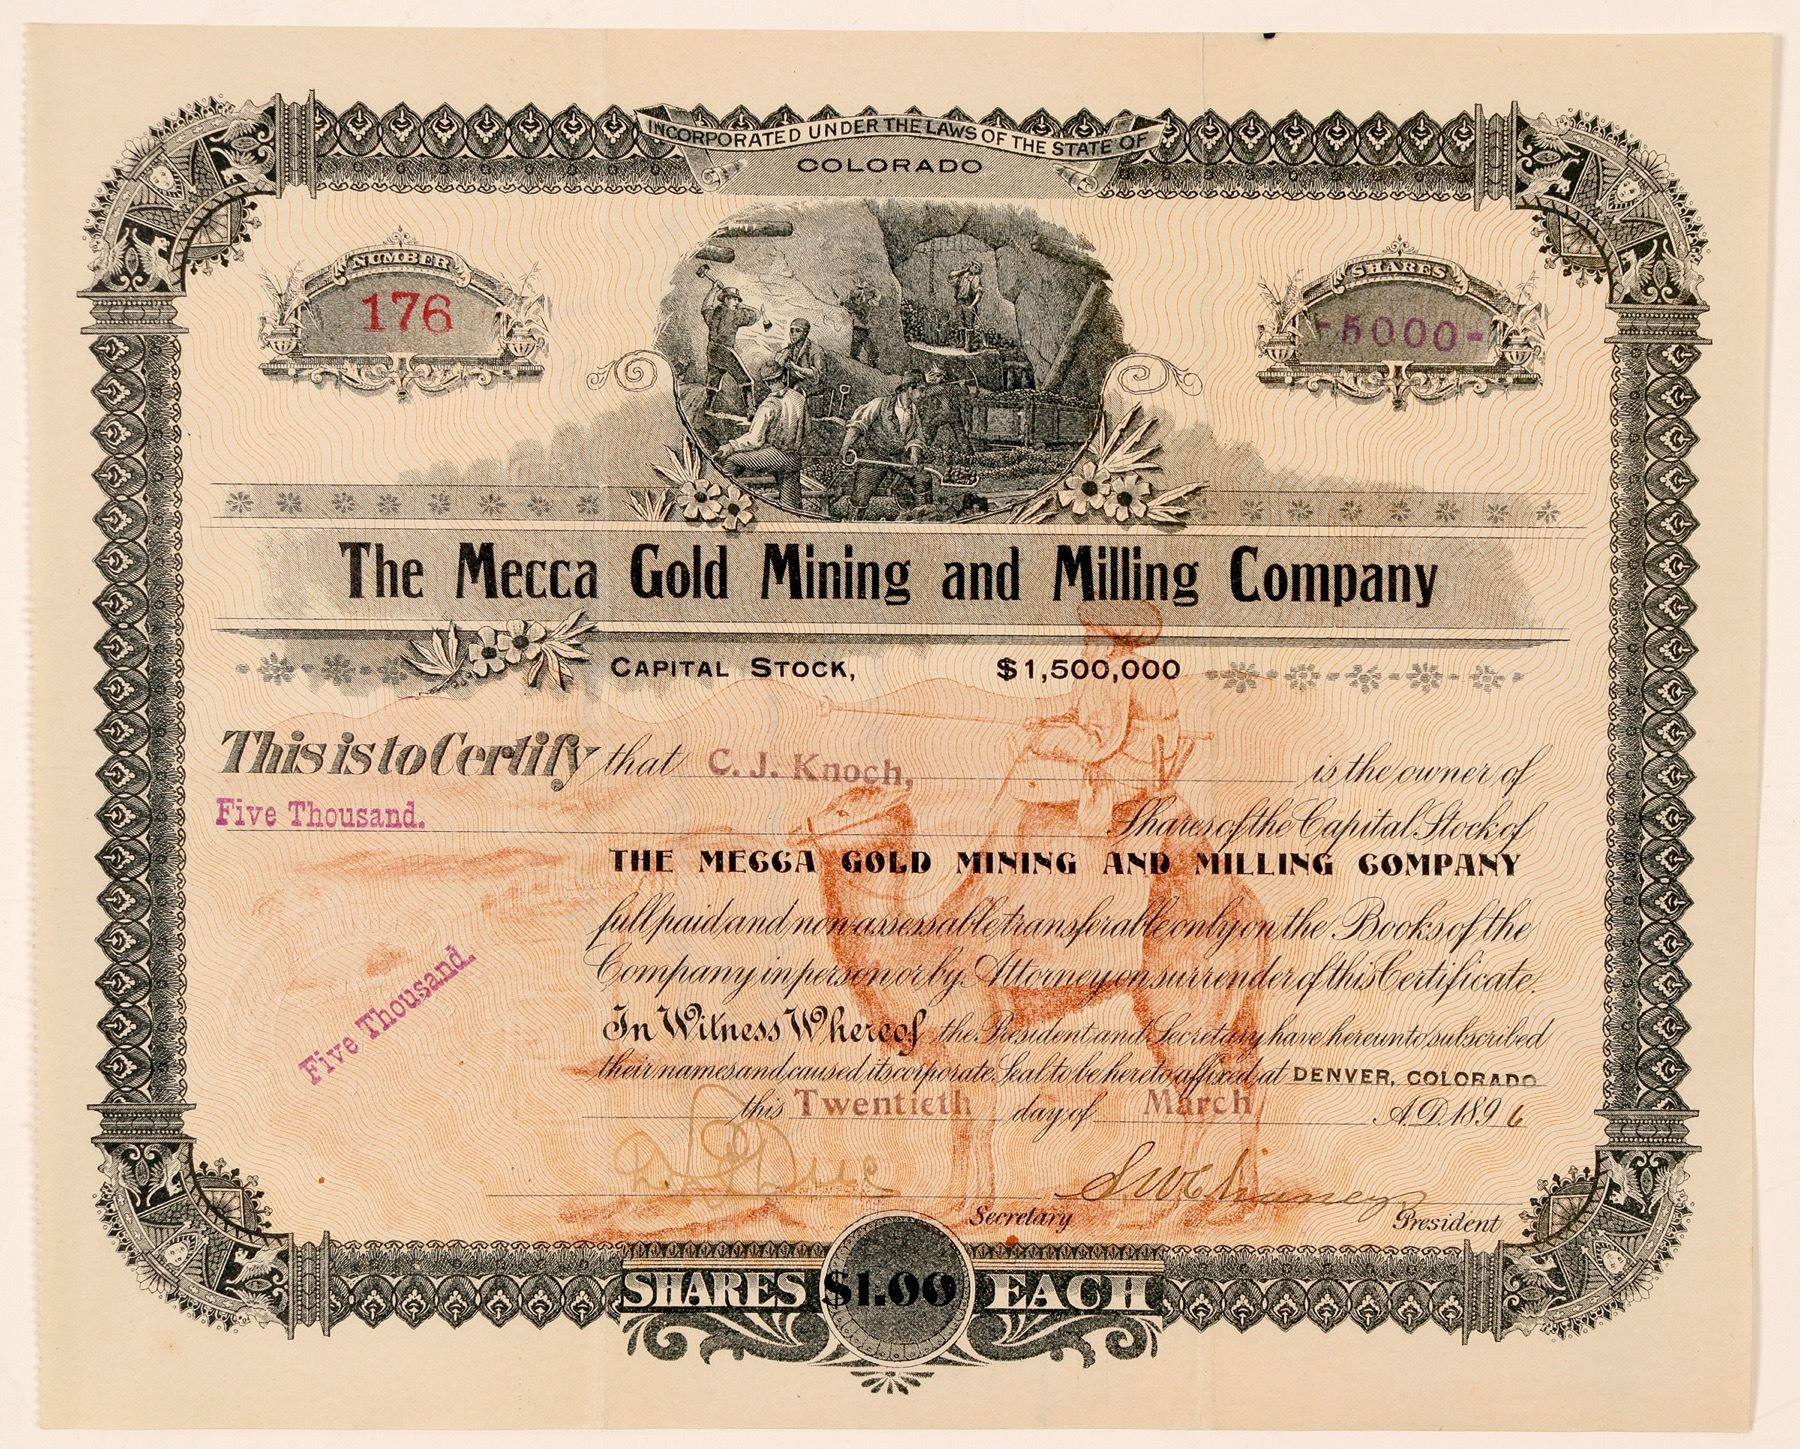 INCORPORATED UNDER THE LAWS OF THE STATE OF
COLORADO
NUMBER
176
SHARES
-5000-
The Mecca Gold Mining and Milling Company
CAPITAL STOCK, $1,500,000
This is to Certify that C. J. Knoch, is the owner of
Five Thousand. Shares of the Capital Stock of
THE MECCA GOLD MINING AND MILLING COMPANY
full paid and non assessable transferable only on the Books of the
Company in person or by Attorney on surrender of this Certificate.
Five Thousand.
In Witness Whereof the President and Secretary have hereunto subscribed
their names and caused its corporate Seal to be hereto affixed at DENVER, COLORADO
this Twentieth day of March A.D. 1896
Secretary
President
SHARES $1.00 EACH